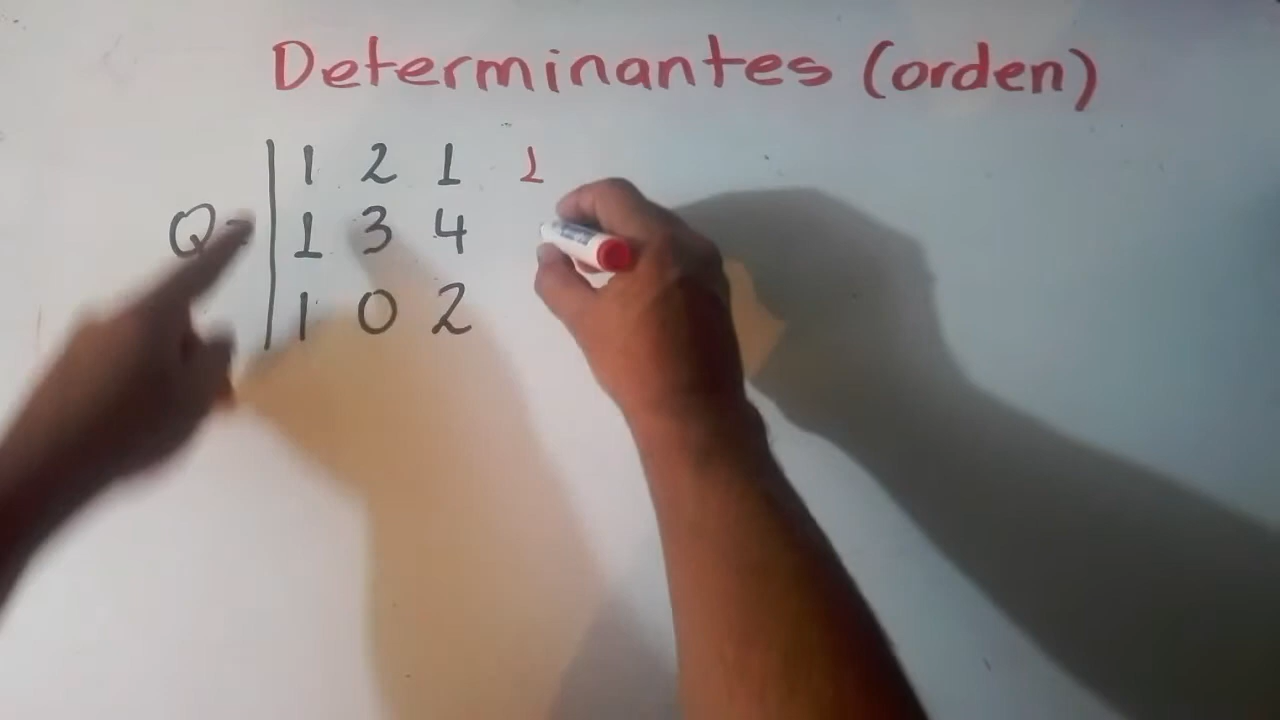 Determinantes (orden)
1 2 1 1
Q= 1 3 4
1 0 2